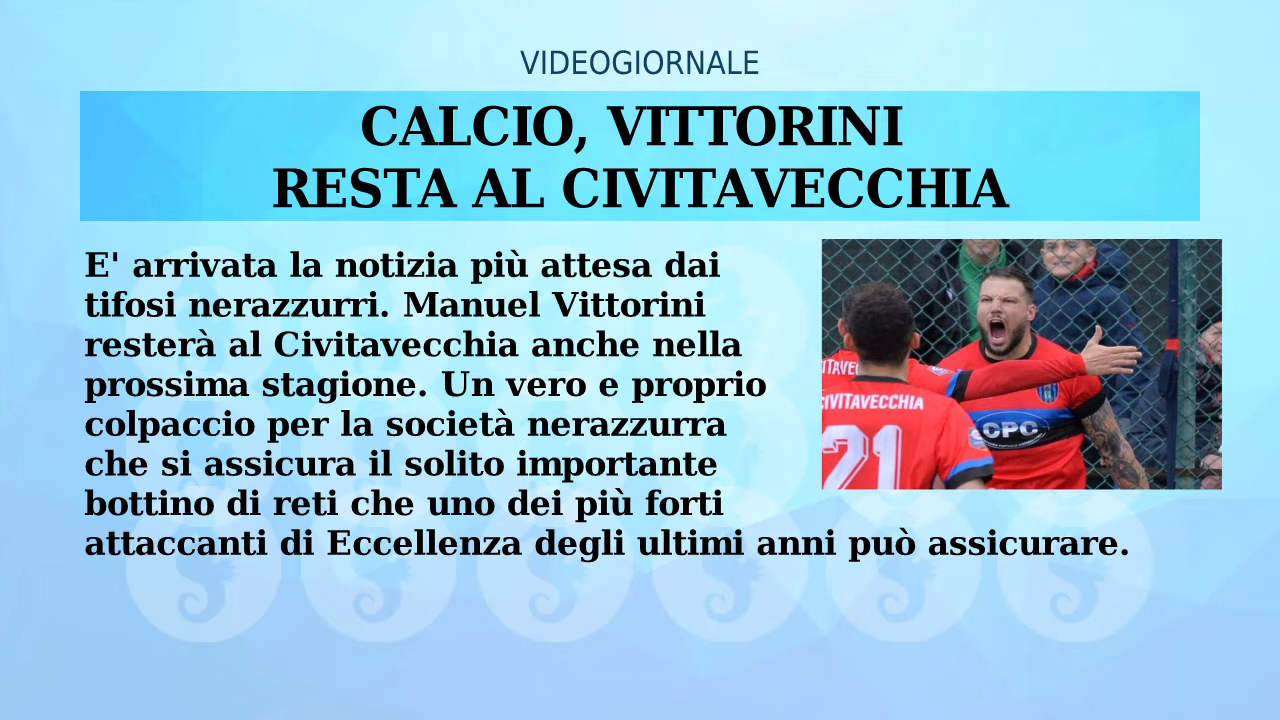 VIDEOGIORNALE
CALCIO, VITTORINI
RESTA AL CIVITAVECCHIA
E' arrivata la notizia più attesa dai
tifosi nerazzurri. Manuel Vittorini
resterà al Civitavecchia anche nella
prossima stagione. Un vero e proprio
colpaccio per la società nerazzurra
che si assicura il solito importante
bottino di reti che uno dei più forti
attaccanti di Eccellenza degli ultimi anni può assicurare.
CIVITAVECCHIA
21
CPC